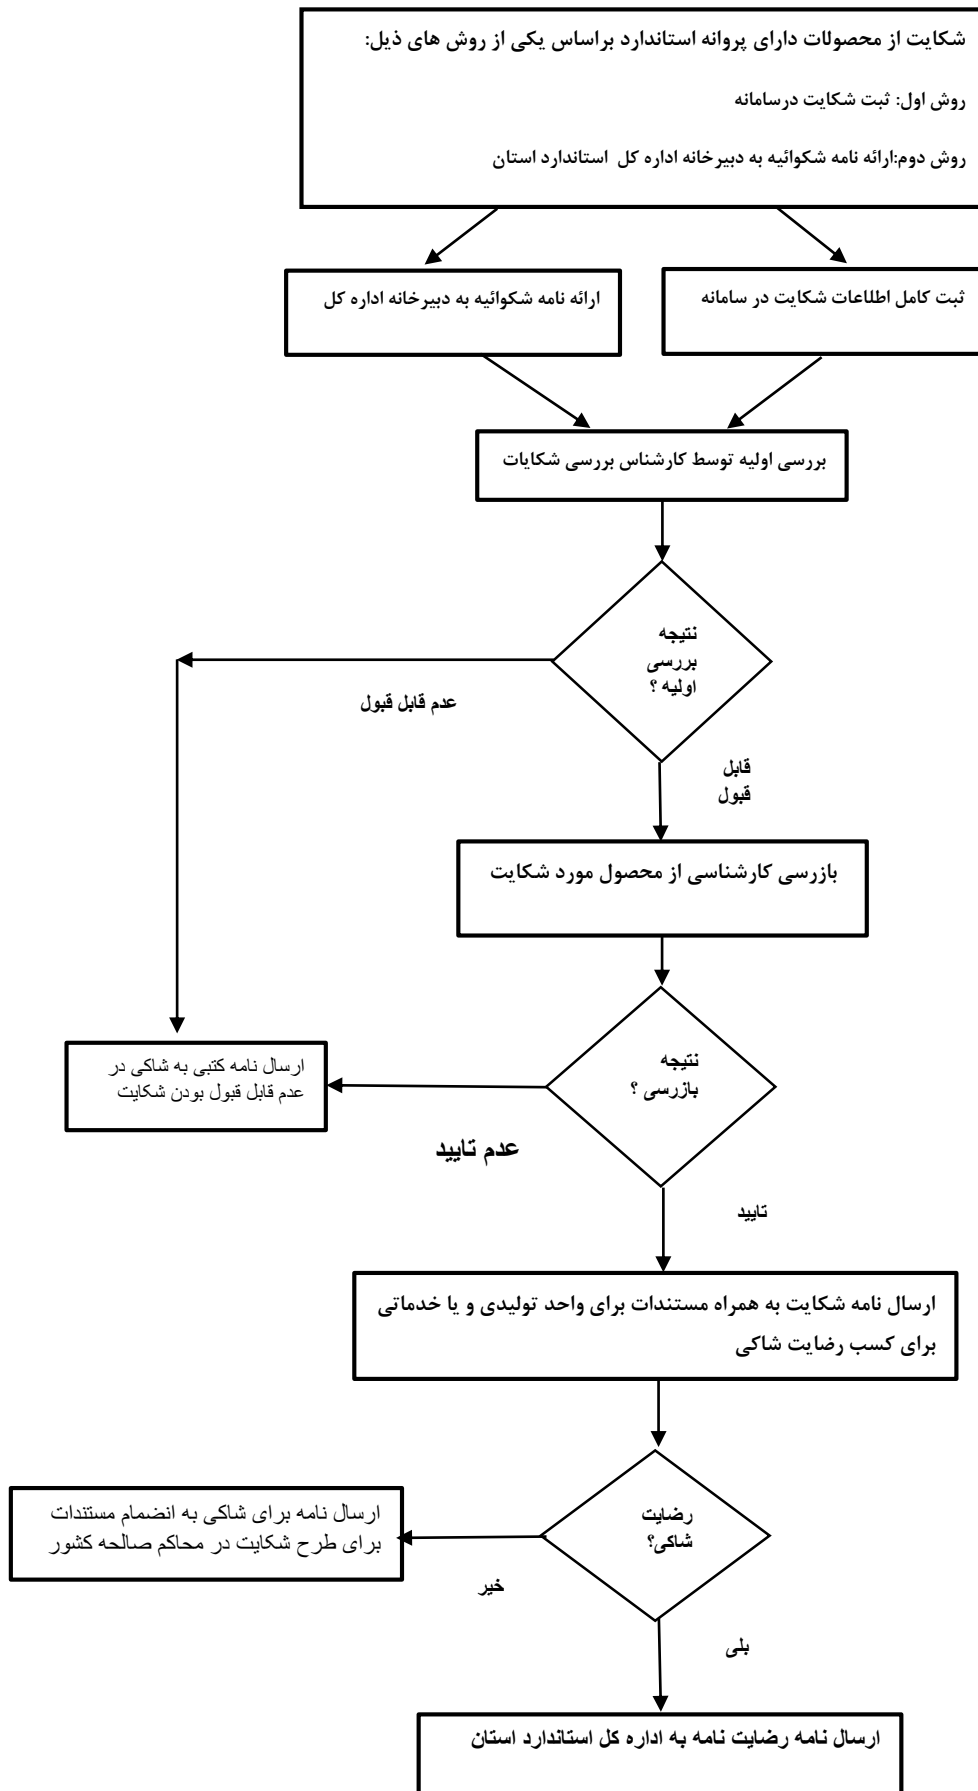 شکایت از محصولات دارای پروانه استاندارد براساس یکی از روش های ذیل:
روش اول: ثبت شکایت درسامانه
روش دوم:ارائه نامه شکوائیه به دبیرخانه اداره کل استاندارد استان
ثبت کامل اطلاعات شکایت در سامانه
ارائه نامه شکوائیه به دبیرخانه اداره کل
بررسی اولیه توسط کارشناس بررسی شکایات
نتیجه
بررسی
اولیه ؟
عدم قابل قبول
قابل
قبول
بازرسی کارشناسی از محصول مورد شکایت
نتیجه
بازرسی ؟
ارسال نامه کتبی به شاکی در
عدم قابل قبول بودن شکایت
عدم تایید
تایید
ارسال نامه شکایت به همراه مستندات برای واحد تولیدی و یا خدماتی
برای کسب رضایت شاکی
رضایت
شاکی؟
ارسال نامه برای شاکی به انضمام مستندات
برای طرح شکایت در محاکم صالحه کشور
خیر
بلی
ارسال نامه رضایت نامه به اداره کل استاندارد استان